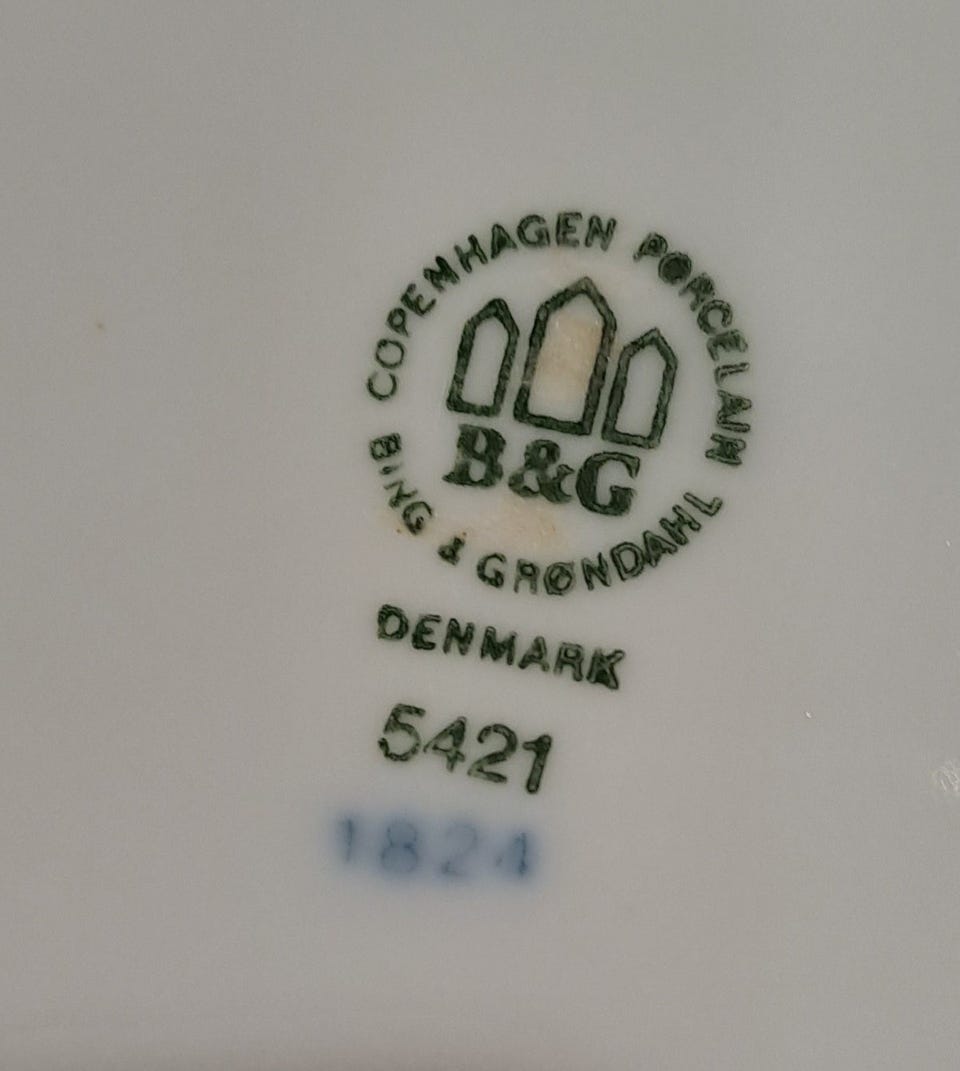 COPENHAGEN PORCELAIN
B&G
BING & GRØNDAHL
DENMARK
5421
1824